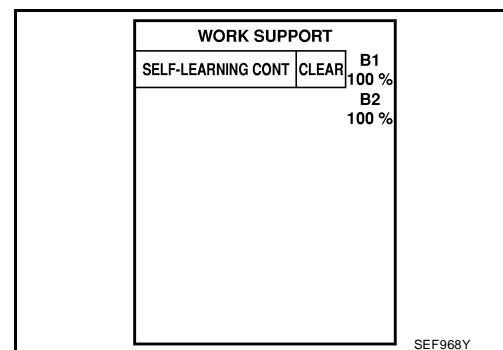 WORK SUPPORT
SELF-LEARNING CONT CLEAR B1
100 %
B2
100 %
SEF968Y